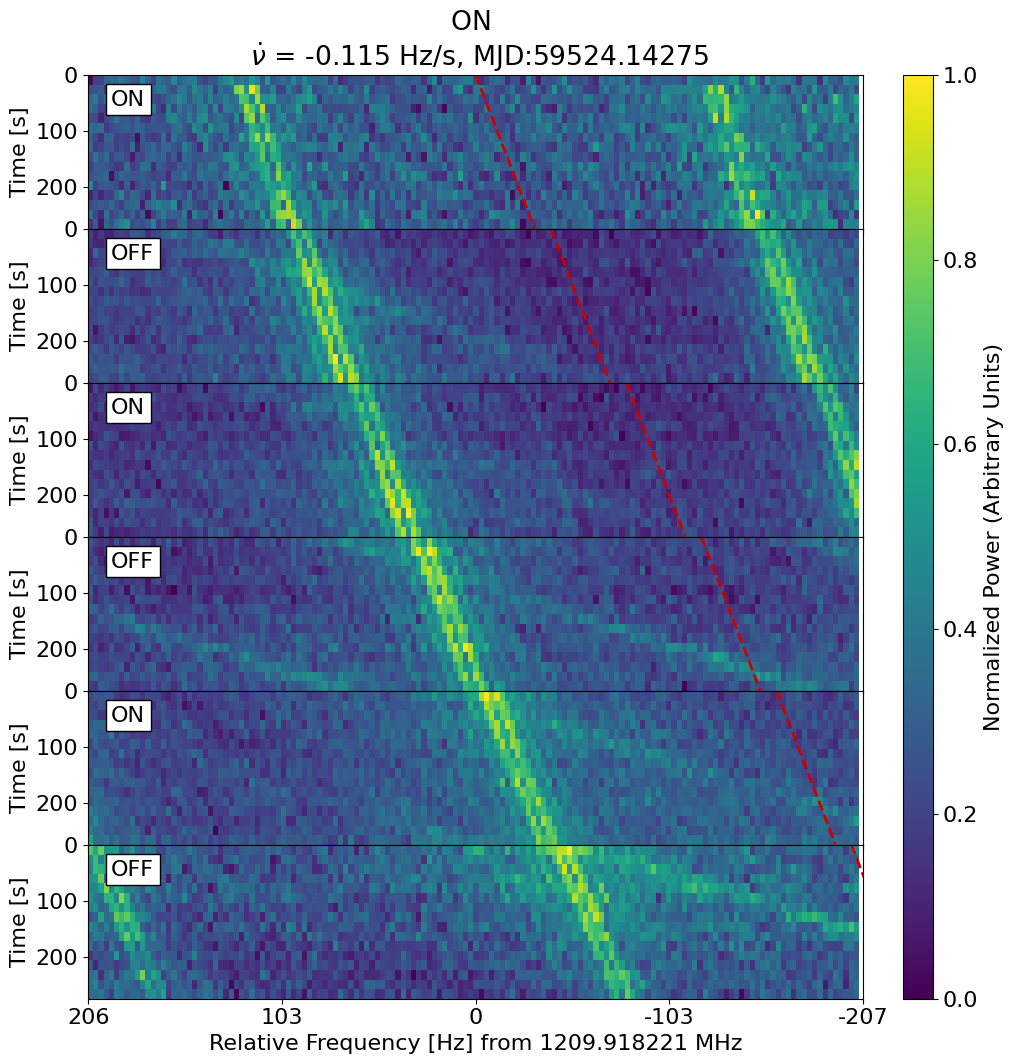 ON
ν̇ = -0.115 Hz/s, MJD:59524.14275
ON
OFF
ON
OFF
ON
OFF
0
100
200
0
100
200
0
100
200
0
100
200
0
100
200
0
100
200
Time [s]
Time [s]
Time [s]
Time [s]
Time [s]
Time [s]
206
103
0
-103
-207
Relative Frequency [Hz] from 1209.918221 MHz
1.0
0.8
0.6
0.4
0.2
0.0
Normalized Power (Arbitrary Units)